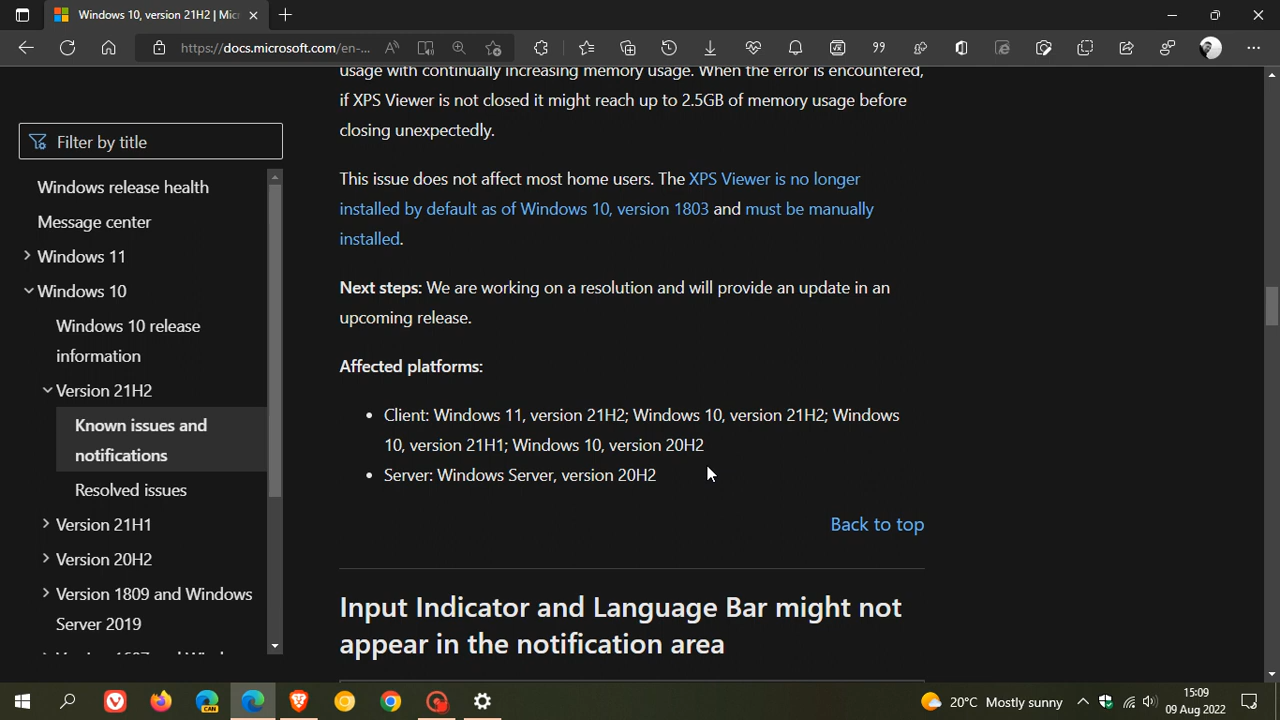 Windows 10, version 21H2 | Mic
https://docs.microsoft.com/en-...
Filter by title
Windows release health
Message center
Windows 11
Windows 10
Windows 10 release
information
Version 21H2
Known issues and
notifications
Resolved issues
Version 21H1
Version 20H2
Version 1809 and Windows
Server 2019
usage with continually increasing memory usage. When the error is encountered,
if XPS Viewer is not closed it might reach up to 2.5GB of memory usage before
closing unexpectedly.
This issue does not affect most home users. The XPS Viewer is no longer
installed by default as of Windows 10, version 1803 and must be manually
installed.
Next steps: We are working on a resolution and will provide an update in an
upcoming release.
Affected platforms:
Client: Windows 11, version 21H2; Windows 10, version 21H2; Windows
10, version 21H1; Windows 10, version 20H2
Server: Windows Server, version 20H2
Back to top
Input Indicator and Language Bar might not
appear in the notification area
CAN
20°C Mostly sunny
15:09
09 Aug 2022